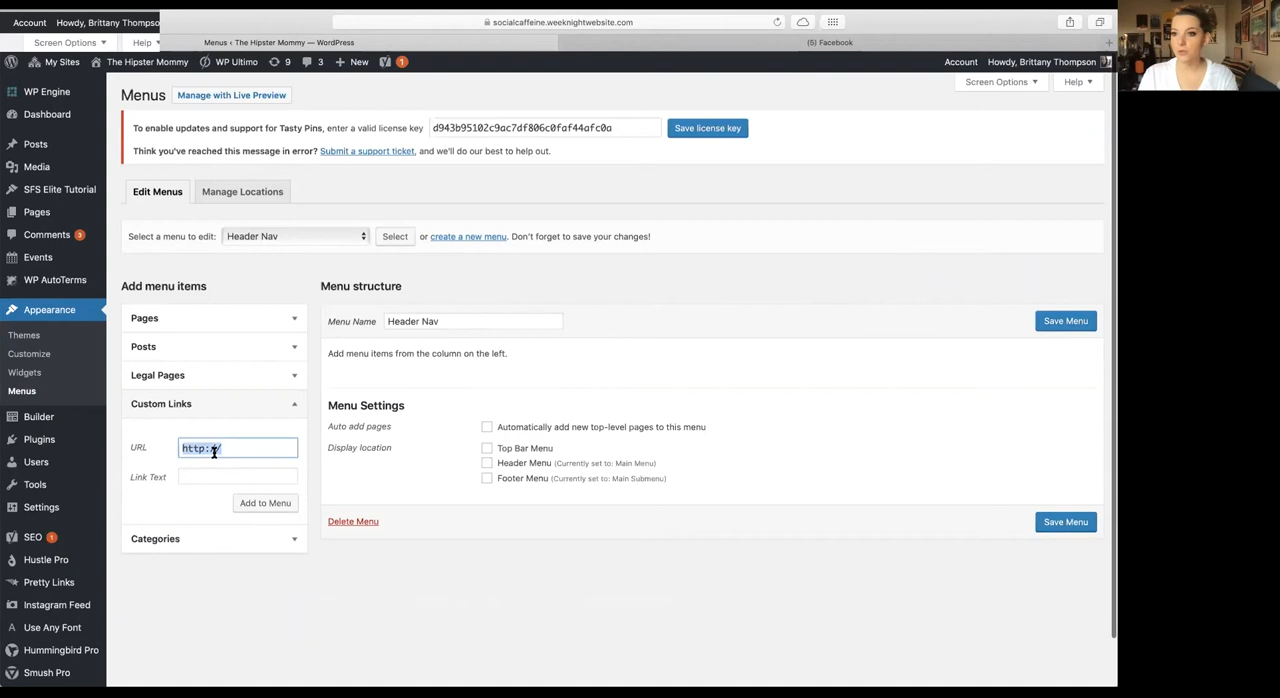 Account Howdy, Brittany Thompso
socialcaffeine.weeknightwebsite.com
Screen Options ▼ Help
Menus ‹ The Hipster Mommy — WordPress
(5) Facebook
My Sites
The Hipster Mommy
WP Ultimo
9
3
New
1
Account
Howdy, Brittany Thompson
WP Engine
Dashboard
Posts
Media
SFS Elite Tutorial
Pages
Comments 3
Events
WP AutoTerms
Appearance
Themes
Customize
Widgets
Menus
Builder
Plugins
Users
Tools
Settings
SEO 1
Hustle Pro
Pretty Links
Instagram Feed
Use Any Font
Hummingbird Pro
Smush Pro
Screen Options ▼
Help ▼
Menus
Manage with Live Preview
To enable updates and support for Tasty Pins, enter a valid license key d943b95102c9ac7df806c0faf44afc0a Save license key
Think you've reached this message in error? Submit a support ticket, and we'll do our best to help out.
Edit Menus
Manage Locations
Select a menu to edit: Header Nav Select or create a new menu. Don't forget to save your changes!
Add menu items
Pages
Posts
Legal Pages
Custom Links
URL http://
Link Text
Add to Menu
Categories
Menu structure
Menu Name Header Nav
Save Menu
Add menu items from the column on the left.
Menu Settings
Auto add pages
Automatically add new top-level pages to this menu
Display location
Top Bar Menu
Header Menu (Currently set to: Main Menu)
Footer Menu (Currently set to: Main Submenu)
Delete Menu
Save Menu